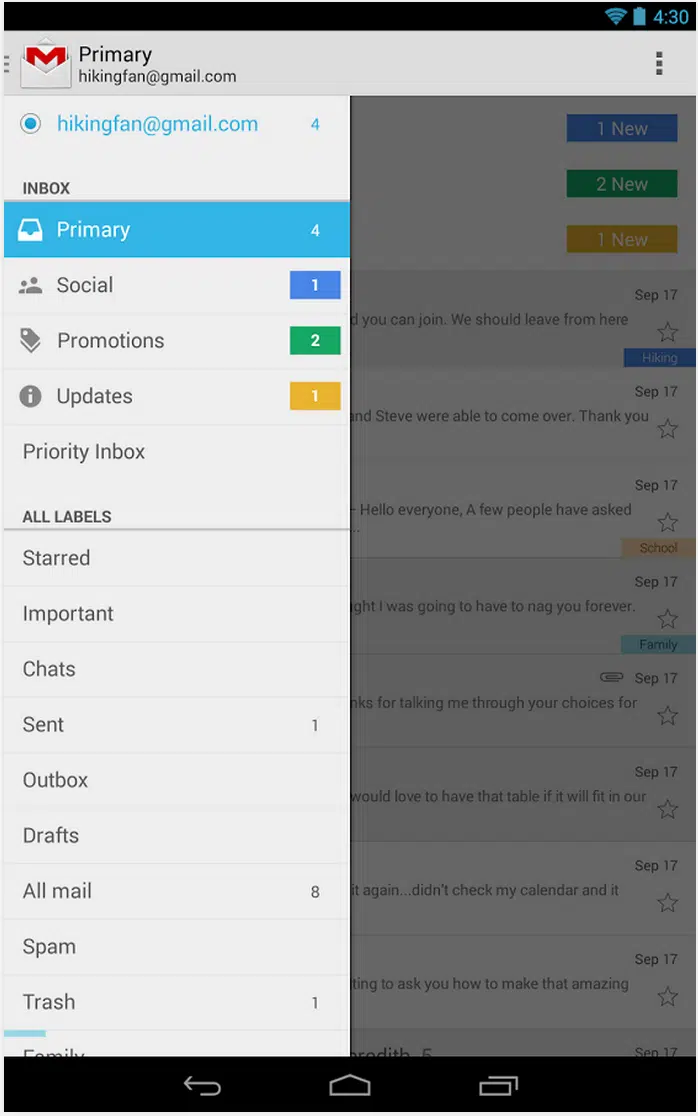 4:30
Primary
hikingfan@gmail.com
hikingfan@gmail.com 4
INBOX
Primary 4
Social 1
Promotions 2
Updates 1
Priority Inbox
ALL LABELS
Starred
Important
Chats
Sent 1
Outbox
Drafts
All mail 8
Spam
Trash 1
Family
1 New
2 New
1 New
Sep 17
d you can join. We should leave from here
Hiking
Sep 17
and Steve were able to come over. Thank you
Sep 17
– Hello everyone, A few people have asked
...
School
Sep 17
ght I was going to have to nag you forever.
Family
Sep 17
nks for talking me through your choices for
Sep 17
would love to have that table if it will fit in our
Sep 17
it again...didn't check my calendar and it
Sep 17
ting to ask you how to make that amazing
eredith 5
Sep 17